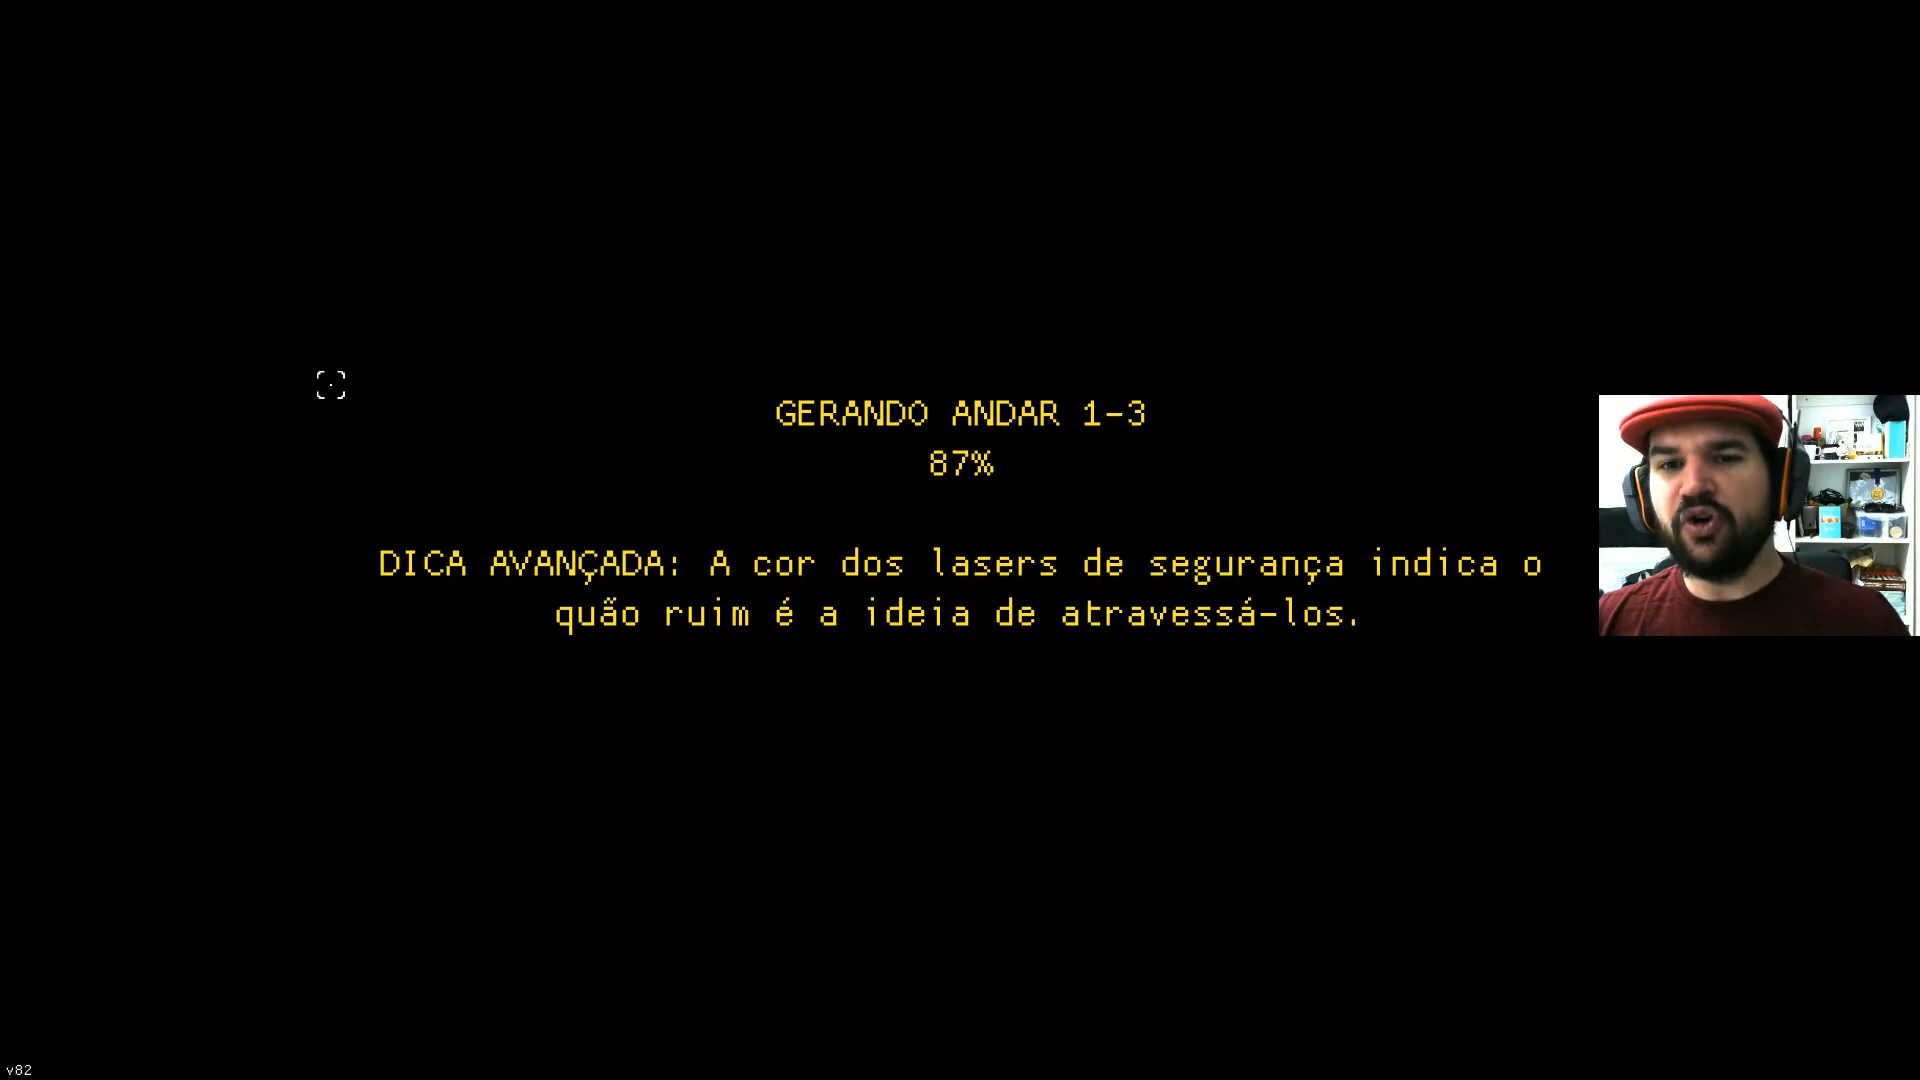 GERANDO ANDAR 1-3
87%
DICA AVANÇADA: A cor dos lasers de segurança indica o
quão ruim é a ideia de atravessá-los.
v82